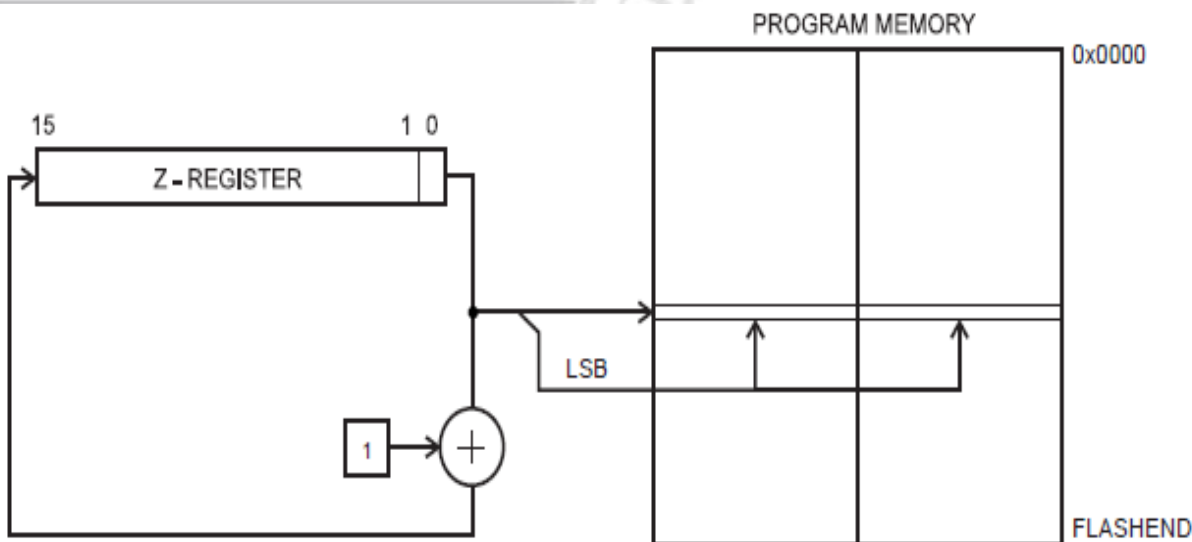 PROGRAM MEMORY
0x0000
15
1 0
Z-REGISTER
LSB
1
+
FLASHEND